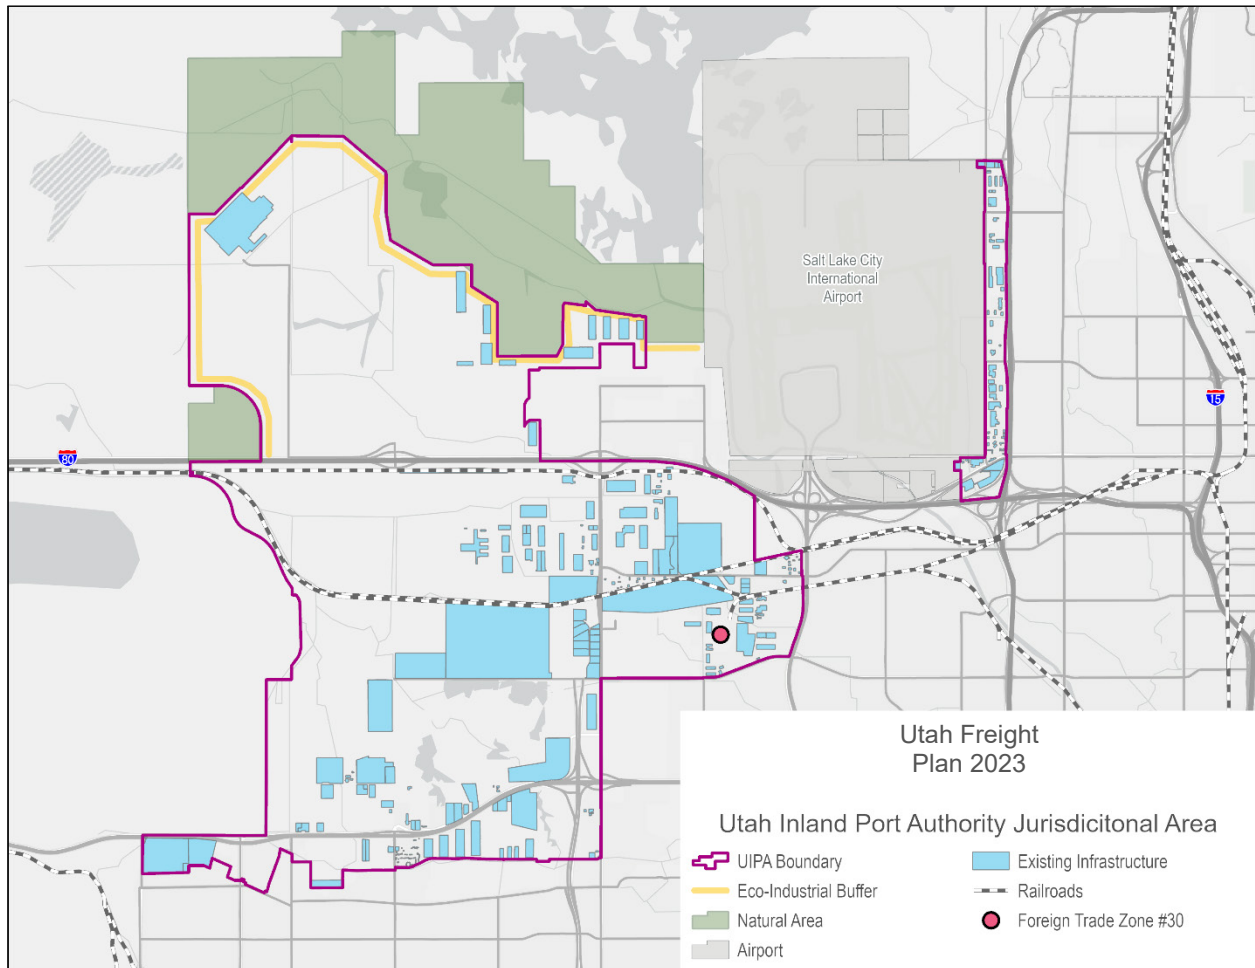 Salt Lake City
International
Airport
80
15
Utah Freight
Plan 2023
Utah Inland Port Authority Jurisdicitonal Area
UIPA Boundary
Eco-Industrial Buffer
Natural Area
Airport
Existing Infrastructure
Railroads
Foreign Trade Zone #30